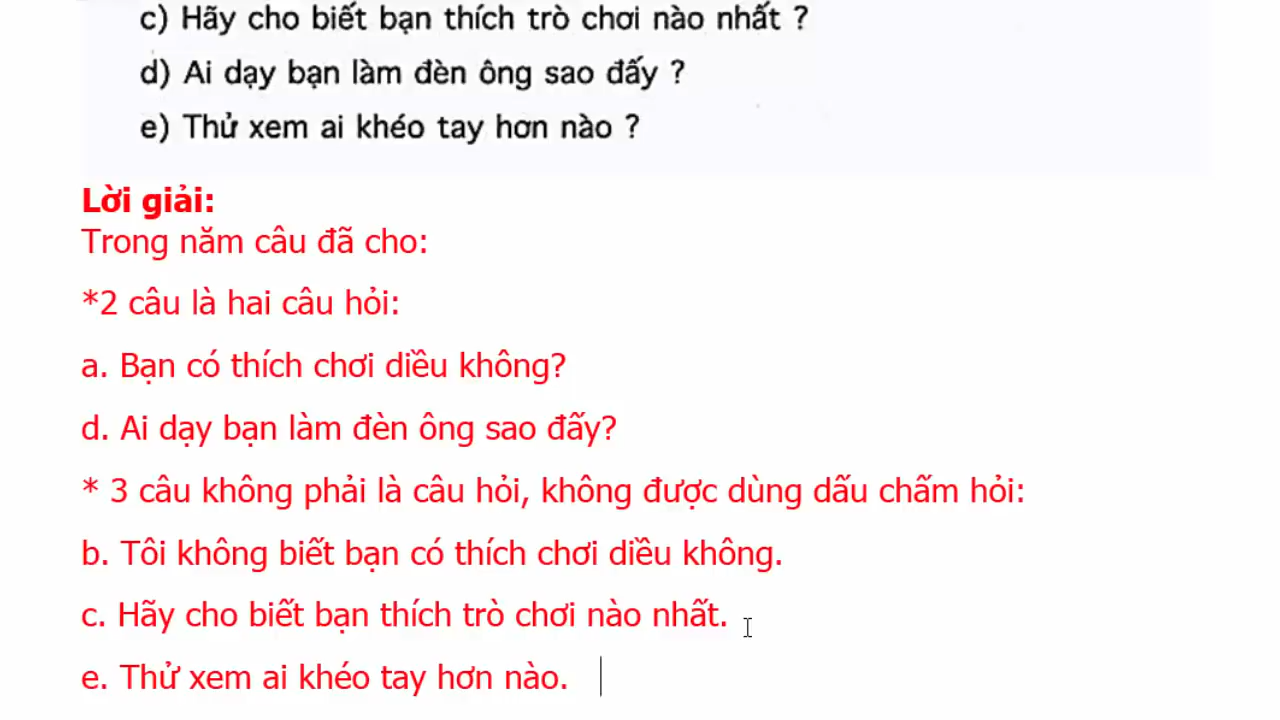 c) Hãy cho biết bạn thích trò chơi nào nhất ?
d) Ai dạy bạn làm đèn ông sao đấy ?
e) Thử xem ai khéo tay hơn nào ?
Lời giải:
Trong năm câu đã cho:
*2 câu là hai câu hỏi:
a. Bạn có thích chơi diều không?
d. Ai dạy bạn làm đèn ông sao đấy?
* 3 câu không phải là câu hỏi, không được dùng dấu chấm hỏi:
b. Tôi không biết bạn có thích chơi diều không.
c. Hãy cho biết bạn thích trò chơi nào nhất.
e. Thử xem ai khéo tay hơn nào.